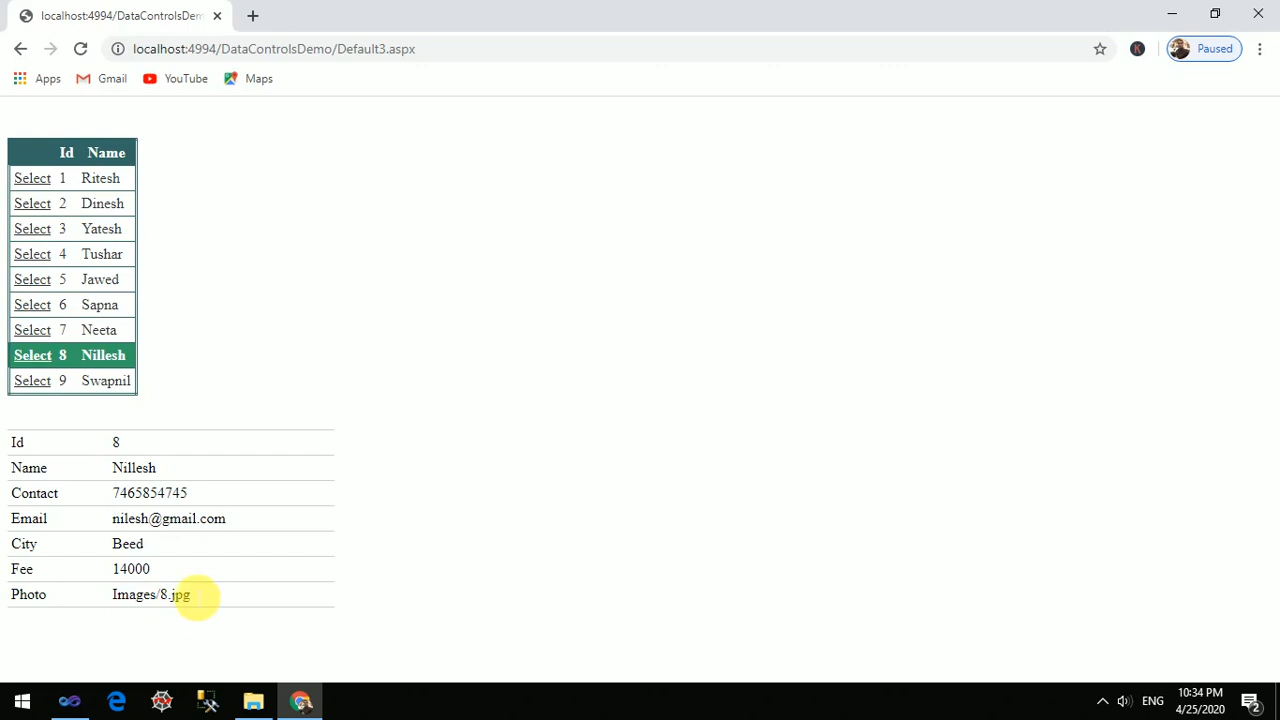 localhost:4994/DataControlsDem
localhost:4994/DataControlsDemo/Default3.aspx
Paused
Apps Gmail YouTube Maps
Id Name
Select 1 Ritesh
Select 2 Dinesh
Select 3 Yatesh
Select 4 Tushar
Select 5 Jawed
Select 6 Sapna
Select 7 Neeta
Select 8 Nillesh
Select 9 Swapnil
Id 8
Name Nillesh
Contact 7465854745
Email nilesh@gmail.com
City Beed
Fee 14000
Photo Images/8.jpg
ENG
10:34 PM
4/25/2020
2
K